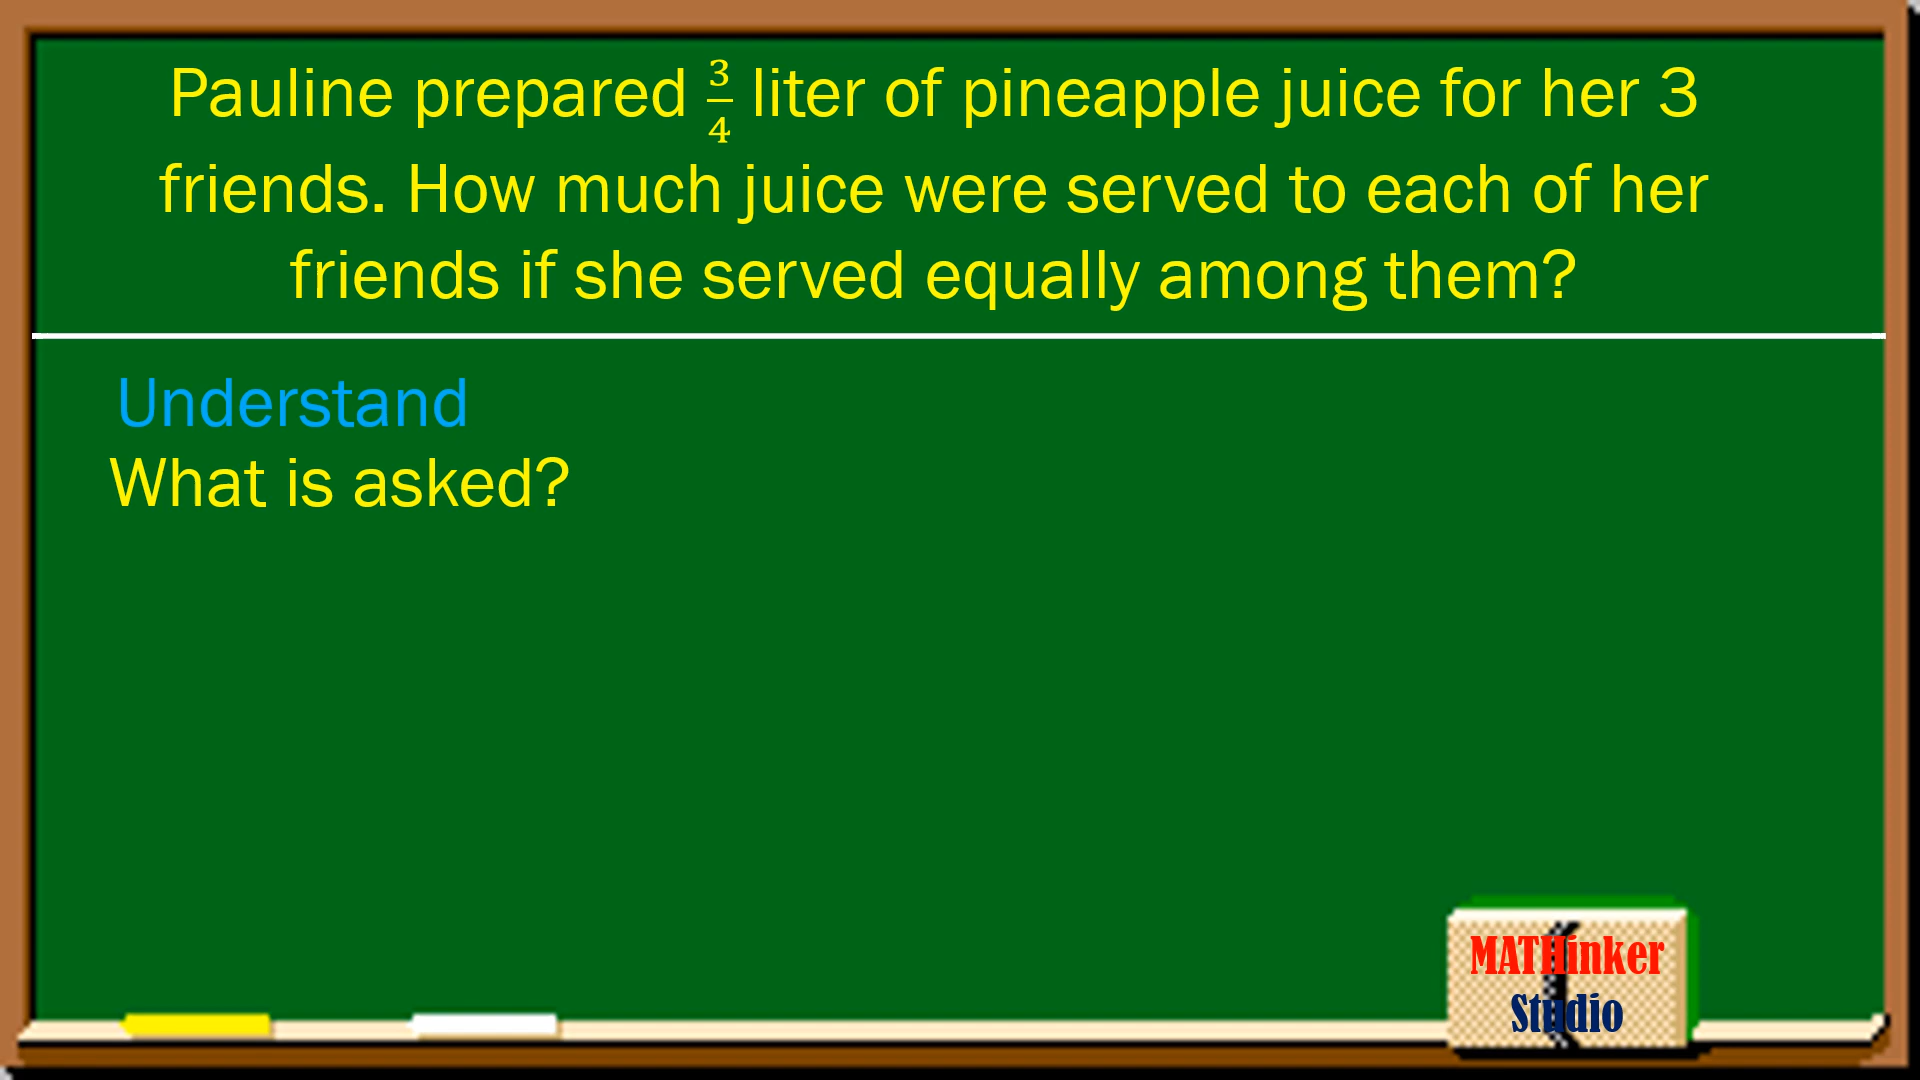 Pauline prepared 3/4 liter of pineapple juice for her 3
friends. How much juice were served to each of her
friends if she served equally among them?
Understand
What is asked?
MATHinker
Studio